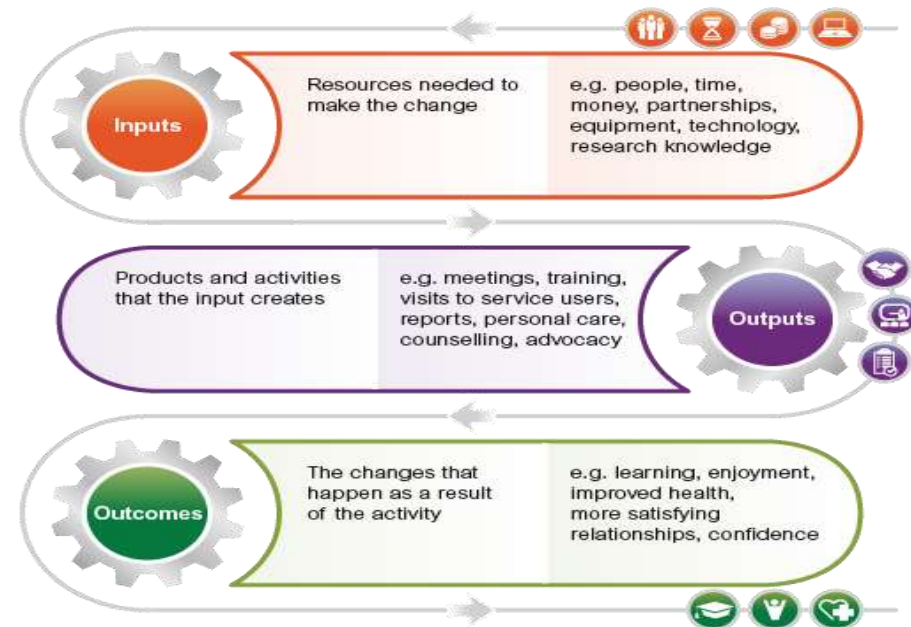 Inputs
Resources needed to
make the change
e.g. people, time,
money, partnerships,
equipment, technology,
research knowledge
Products and activities
that the input creates
e.g. meetings, training,
visits to service users,
reports, personal care,
counselling, advocacy
Outputs
Outcomes
The changes that
happen as a result
of the activity
e.g. learning, enjoyment,
improved health,
more satisfying
relationships, confidence